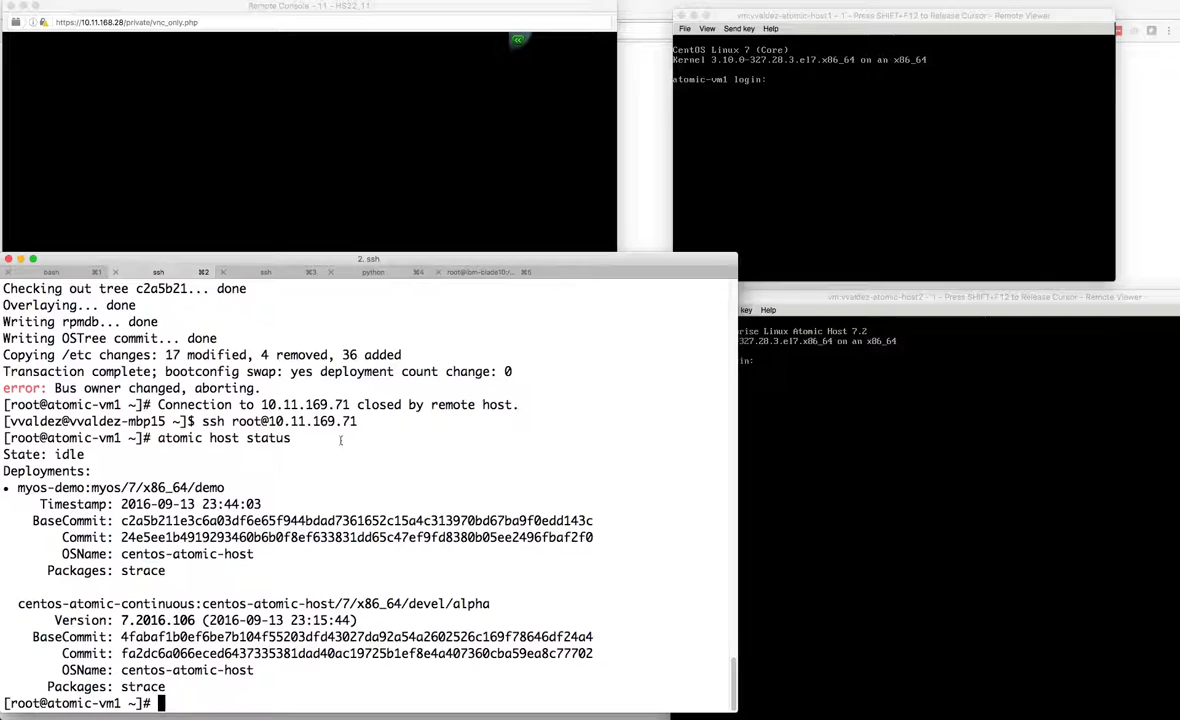 Remote Console - 11 - HS22_11
https://10.11.168.28/private/vnc_only.php
vm:vvaldez-atomic-host1 - 1 - Press SHIFT+F12 to Release Cursor - Remote Viewer
File View Send key Help
CentOS Linux 7 (Core)
Kernel 3.10.0-327.28.3.el7.x86_64 on an x86_64
atomic-vm1 login:
2. ssh
bash ⌘1 ssh ⌘2 ssh ⌘3 python ⌘4 root@ibm-blade10:/... ⌘5
Checking out tree c2a5b21... done
Overlaying... done
Writing rpmdb... done
Writing OSTree commit... done
Copying /etc changes: 17 modified, 4 removed, 36 added
Transaction complete; bootconfig swap: yes deployment count change: 0
error: Bus owner changed, aborting.
[root@atomic-vm1 ~]# Connection to 10.11.169.71 closed by remote host.
[vvaldez@vvaldez-mbp15 ~]$ ssh root@10.11.169.71
[root@atomic-vm1 ~]# atomic host status
State: idle
Deployments:
• myos-demo:myos/7/x86_64/demo
Timestamp: 2016-09-13 23:44:03
BaseCommit: c2a5b211e3c6a03df6e65f944bdad7361652c15a4c313970bd67ba9f0edd143c
Commit: 24e5ee1b4919293460b6b0f8ef633831dd65c47ef9fd8380b05ee2496fbaf2f0
OSName: centos-atomic-host
Packages: strace
centos-atomic-continuous:centos-atomic-host/7/x86_64/devel/alpha
Version: 7.2016.106 (2016-09-13 23:15:44)
BaseCommit: 4fabaf1b0ef6be7b104f55203dfd43027da92a54a2602526c169f78646df24a4
Commit: fa2dc6a066eced6437335381dad40ac19725b1ef8e4a407360cba59ea8c77702
OSName: centos-atomic-host
Packages: strace
[root@atomic-vm1 ~]#
vm:vvaldez-atomic-host2 - 1 - Press SHIFT+F12 to Release Cursor - Remote Viewer
key Help
rise Linux Atomic Host 7.2
327.28.3.el7.x86_64 on an x86_64
in: